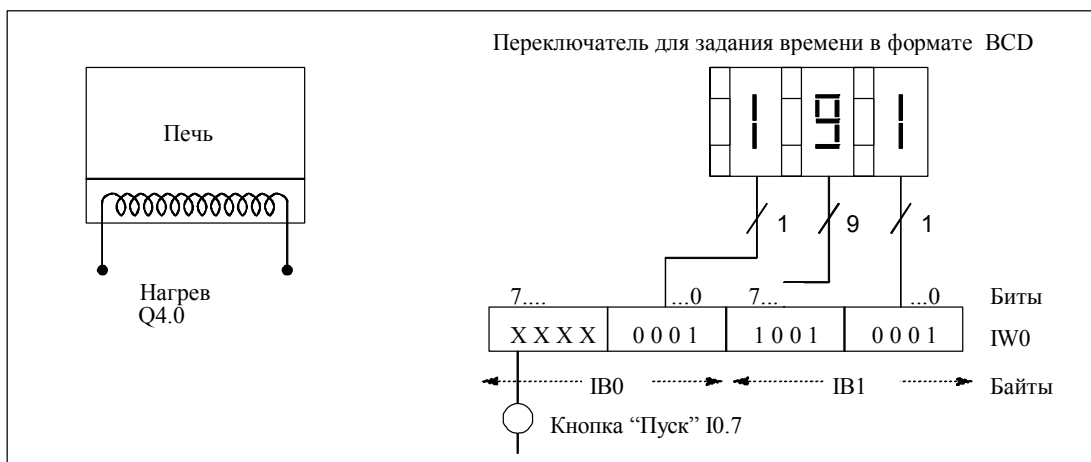 Переключатель для задания времени в формате BCD
Печь
1 9 1
1 9 1
Нагрев
Q4.0
7.... ...0 7... ...0 Биты
X X X X 0 0 0 1 1 0 0 1 0 0 0 1 IW0
IB0 IB1 Байты
Кнопка “Пуск” I0.7